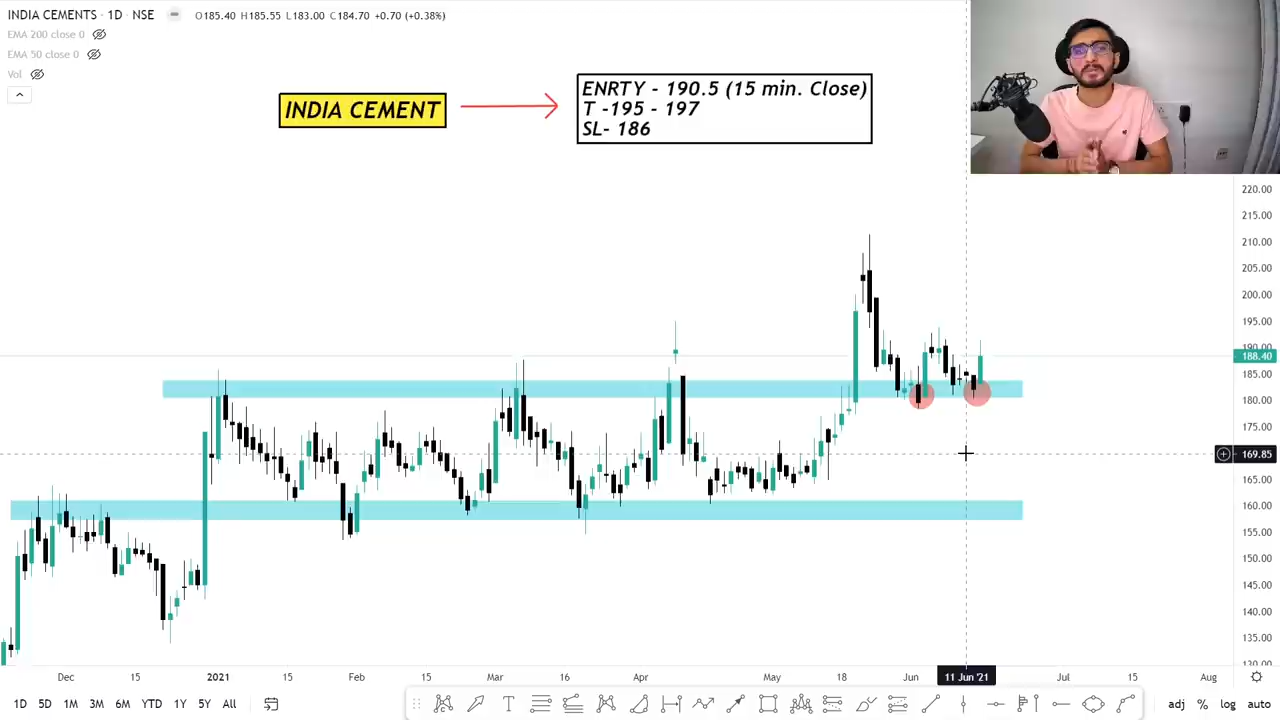 INDIA CEMENTS · 1D · NSE
O185.40 H185.55 L183.00 C184.70 +0.70 (+0.38%)
EMA 200 close 0
EMA 50 close 0
Vol
INDIA CEMENT
ENRTY - 190.5 (15 min. Close)
T -195 - 197
SL- 186
220.00
215.00
210.00
205.00
200.00
195.00
190.00
188.40
185.00
180.00
175.00
169.85
165.00
160.00
155.00
150.00
145.00
140.00
135.00
130.00
Dec 15 2021 15 Feb 15 Mar 16 Apr May 18 Jun 11 Jun '21 Jul 15 Aug
1D 5D 1M 3M 6M YTD 1Y 5Y All
adj % log auto